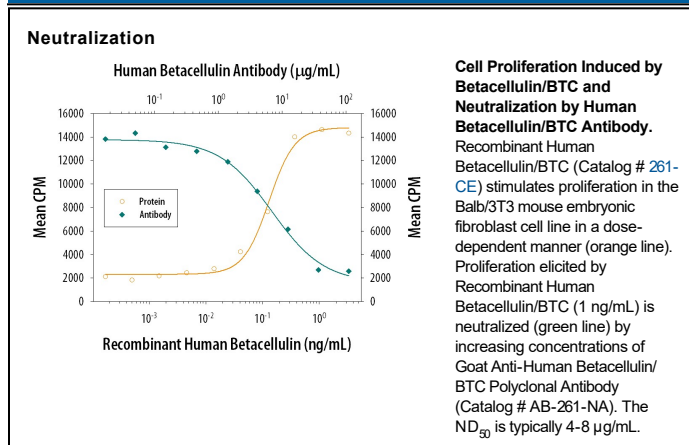 Neutralization
Human Betacellulin Antibody (μg/mL)
10⁻¹ 10⁰ 10¹ 10²
16000 16000
14000 14000
12000 12000
10000 10000
8000 8000
6000 6000
4000 4000
2000 2000
0 0
Mean CPM
Mean CPM
Protein
Antibody
10⁻³ 10⁻² 10⁻¹ 10⁰
Recombinant Human Betacellulin (ng/mL)
Cell Proliferation Induced by
Betacellulin/BTC and
Neutralization by Human
Betacellulin/BTC Antibody.
Recombinant Human
Betacellulin/BTC (Catalog # 261-
CE) stimulates proliferation in the
Balb/3T3 mouse embryonic
fibroblast cell line in a dose-
dependent manner (orange line).
Proliferation elicited by
Recombinant Human
Betacellulin/BTC (1 ng/mL) is
neutralized (green line) by
increasing concentrations of
Goat Anti-Human Betacellulin/
BTC Polyclonal Antibody
(Catalog # AB-261-NA). The
ND₅₀ is typically 4-8 μg/mL.